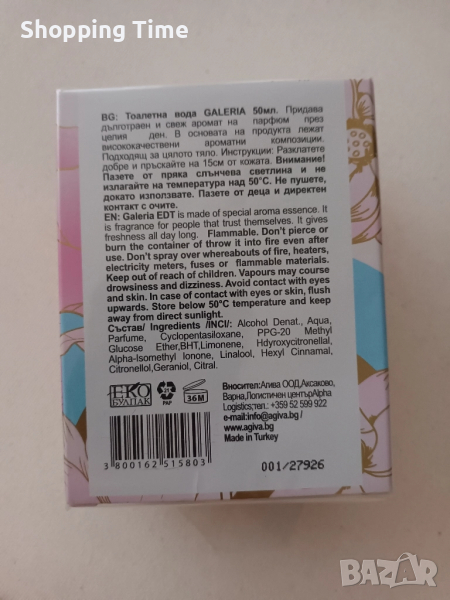 Shopping Time
BG: Тоалетна вода GALERIA 50мл. Придава
дълготраен и свеж аромат на парфюм през
целия ден. В основата на продукта лежат
висококачествени ароматни композиции.
Подходящ за цялото тяло. Инструкции: Разклатете
добре и пръскайте на 15см от кожата. Внимание!
Пазете от пряка слънчева светлина и не
излагайте на температура над 50°C. Не пушете,
докато използвате. Пазете от деца и директен
контакт с очите.
EN: Galeria EDT is made of special aroma essence. It
is fragrance for people that trust themselves. It gives
freshness all day long. Flammable. Don't pierce or
burn the container of throw it into fire even after
use. Don't spray over whereabouts of fire, heaters,
electricity meters, fuses or flammable materials.
Keep out of reach of children. Vapours may course
drowsiness and dizziness. Avoid contact with eyes
and skin. In case of contact with eyes or skin, flush
upwards. Store below 50°C temperature and keep
away from direct sunlight.
Състав/ Ingredients /INCI/: Alcohol Denat., Aqua,
Parfume, Cyclopentasiloxane, PPG-20 Methyl
Glucose Ether,BHT,Limonene, Hdyroxycitronellal,
Alpha-Isomethyl Ionone, Linalool, Hexyl Cinnamal,
Citronellol,Geraniol, Citral.
ЕКО
БУЛПАК
PAP
36M
Вносител:Агива ООД,Аксаково,
Варна,Логистичен центърAlpha
Logistics;тел.: +359 52 599 922
e-mail:info@agiva.bg /
www.agiva.bg
Made in Turkey
3800162515803
001/27926
BAZAR